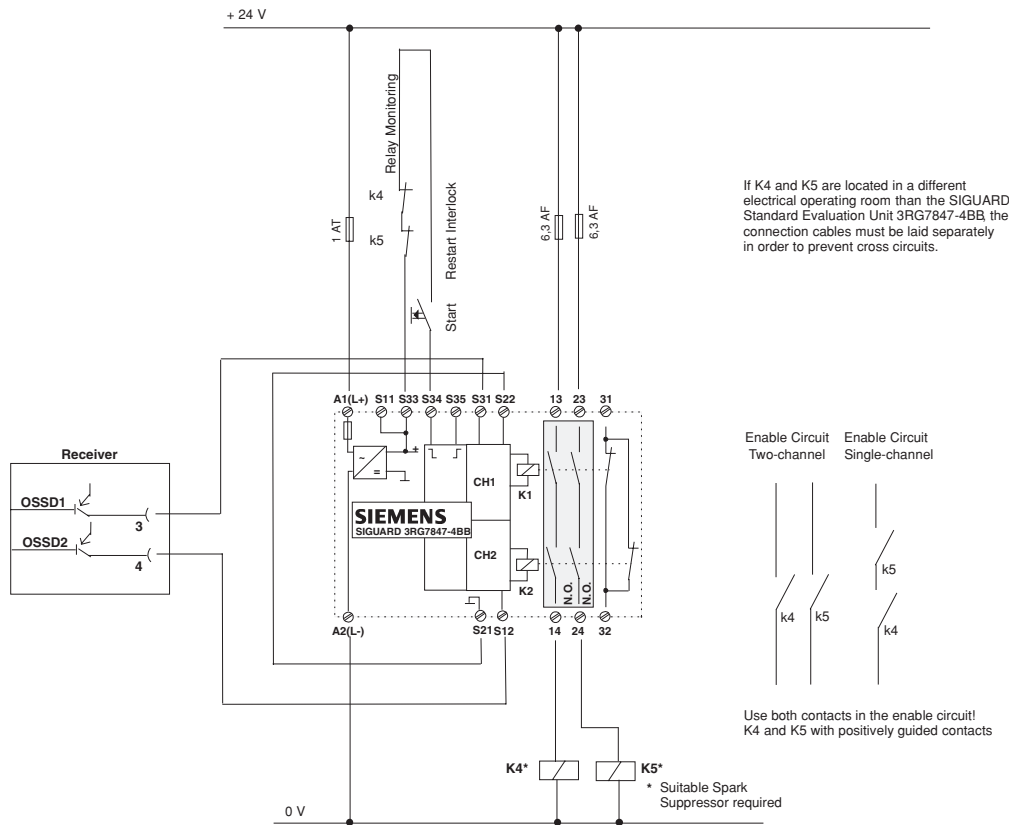 + 24 V
Relay Monitoring
k4
k5
1 AT
Restart Interlock
Start
6,3 AF
6,3 AF
If K4 and K5 are located in a different
electrical operating room than the SIGUARD
Standard Evaluation Unit 3RG7847-4BB, the
connection cables must be laid separately
in order to prevent cross circuits.
A1(L+) S11 S33 S34 S35 S31 S22 13 23 31
Receiver
OSSD1
3
OSSD2
4
~
=
+
CH1
K1
SIEMENS
SIGUARD 3RG7847-4BB
CH2
K2
N.O.
N.O.
A2(L-) S21 S12 14 24 32
Enable Circuit
Two-channel
Enable Circuit
Single-channel
k4
k5
k5
k4
Use both contacts in the enable circuit!
K4 and K5 with positively guided contacts
K4*
K5*
* Suitable Spark
Suppressor required
0 V